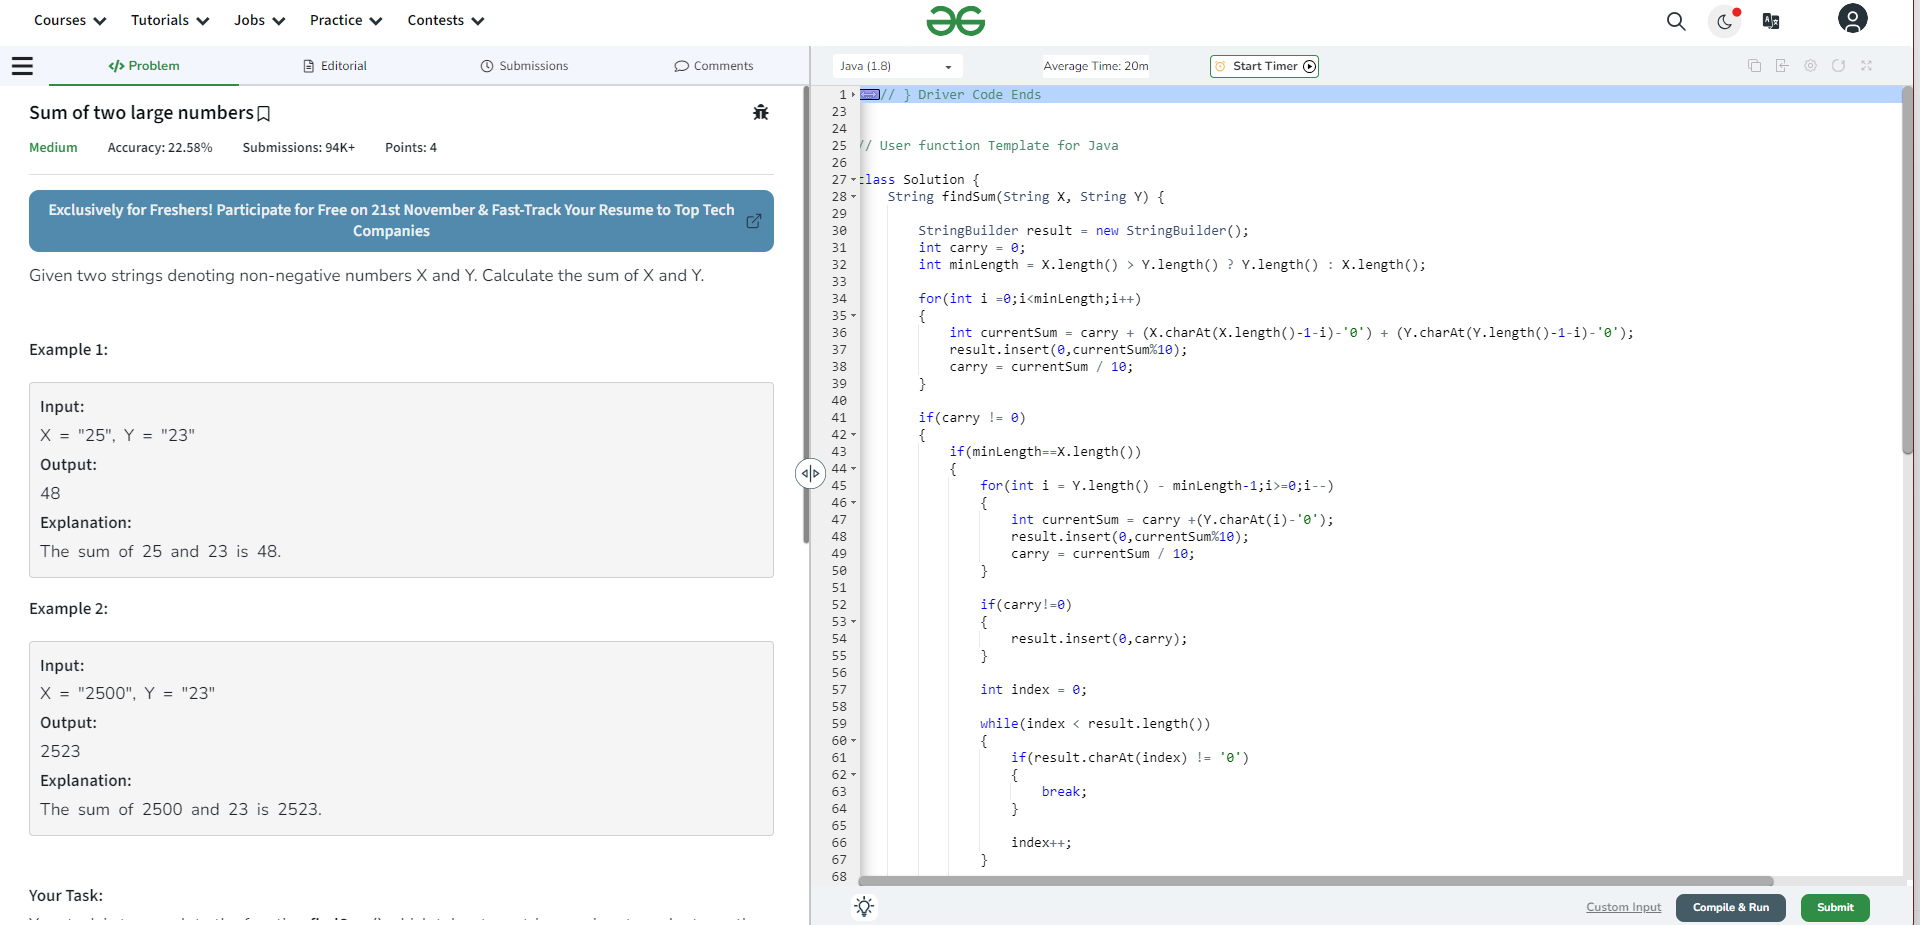 Courses Tutorials Jobs Practice Contests
Problem Editorial Submissions Comments
Sum of two large numbers
Medium Accuracy: 22.58% Submissions: 94K+ Points: 4
Exclusively for Freshers! Participate for Free on 21st November & Fast-Track Your Resume to Top Tech
Companies
Given two strings denoting non-negative numbers X and Y. Calculate the sum of X and Y.
Example 1:
Input:
X = "25", Y = "23"
Output:
48
Explanation:
The sum of 25 and 23 is 48.
Example 2:
Input:
X = "2500", Y = "23"
Output:
2523
Explanation:
The sum of 2500 and 23 is 2523.
Your Task:
Java (1.8) Average Time: 20m Start Timer
1 // } Driver Code Ends
23
24
25 // User function Template for Java
26
27 class Solution {
28 String findSum(String X, String Y) {
29
30 StringBuilder result = new StringBuilder();
31 int carry = 0;
32 int minLength = X.length() > Y.length() ? Y.length() : X.length();
33
34 for(int i =0;i<minLength;i++)
35 {
36 int currentSum = carry + (X.charAt(X.length()-1-i)-'0') + (Y.charAt(Y.length()-1-i)-'0');
37 result.insert(0,currentSum%10);
38 carry = currentSum / 10;
39 }
40
41 if(carry != 0)
42 {
43 if(minLength==X.length())
44 {
45 for(int i = Y.length() - minLength-1;i>=0;i--)
46 {
47 int currentSum = carry +(Y.charAt(i)-'0');
48 result.insert(0,currentSum%10);
49 carry = currentSum / 10;
50 }
51
52 if(carry!=0)
53 {
54 result.insert(0,carry);
55 }
56
57 int index = 0;
58
59 while(index < result.length())
60 {
61 if(result.charAt(index) != '0')
62 {
63 break;
64 }
65
66 index++;
67 }
68
Custom Input Compile & Run Submit